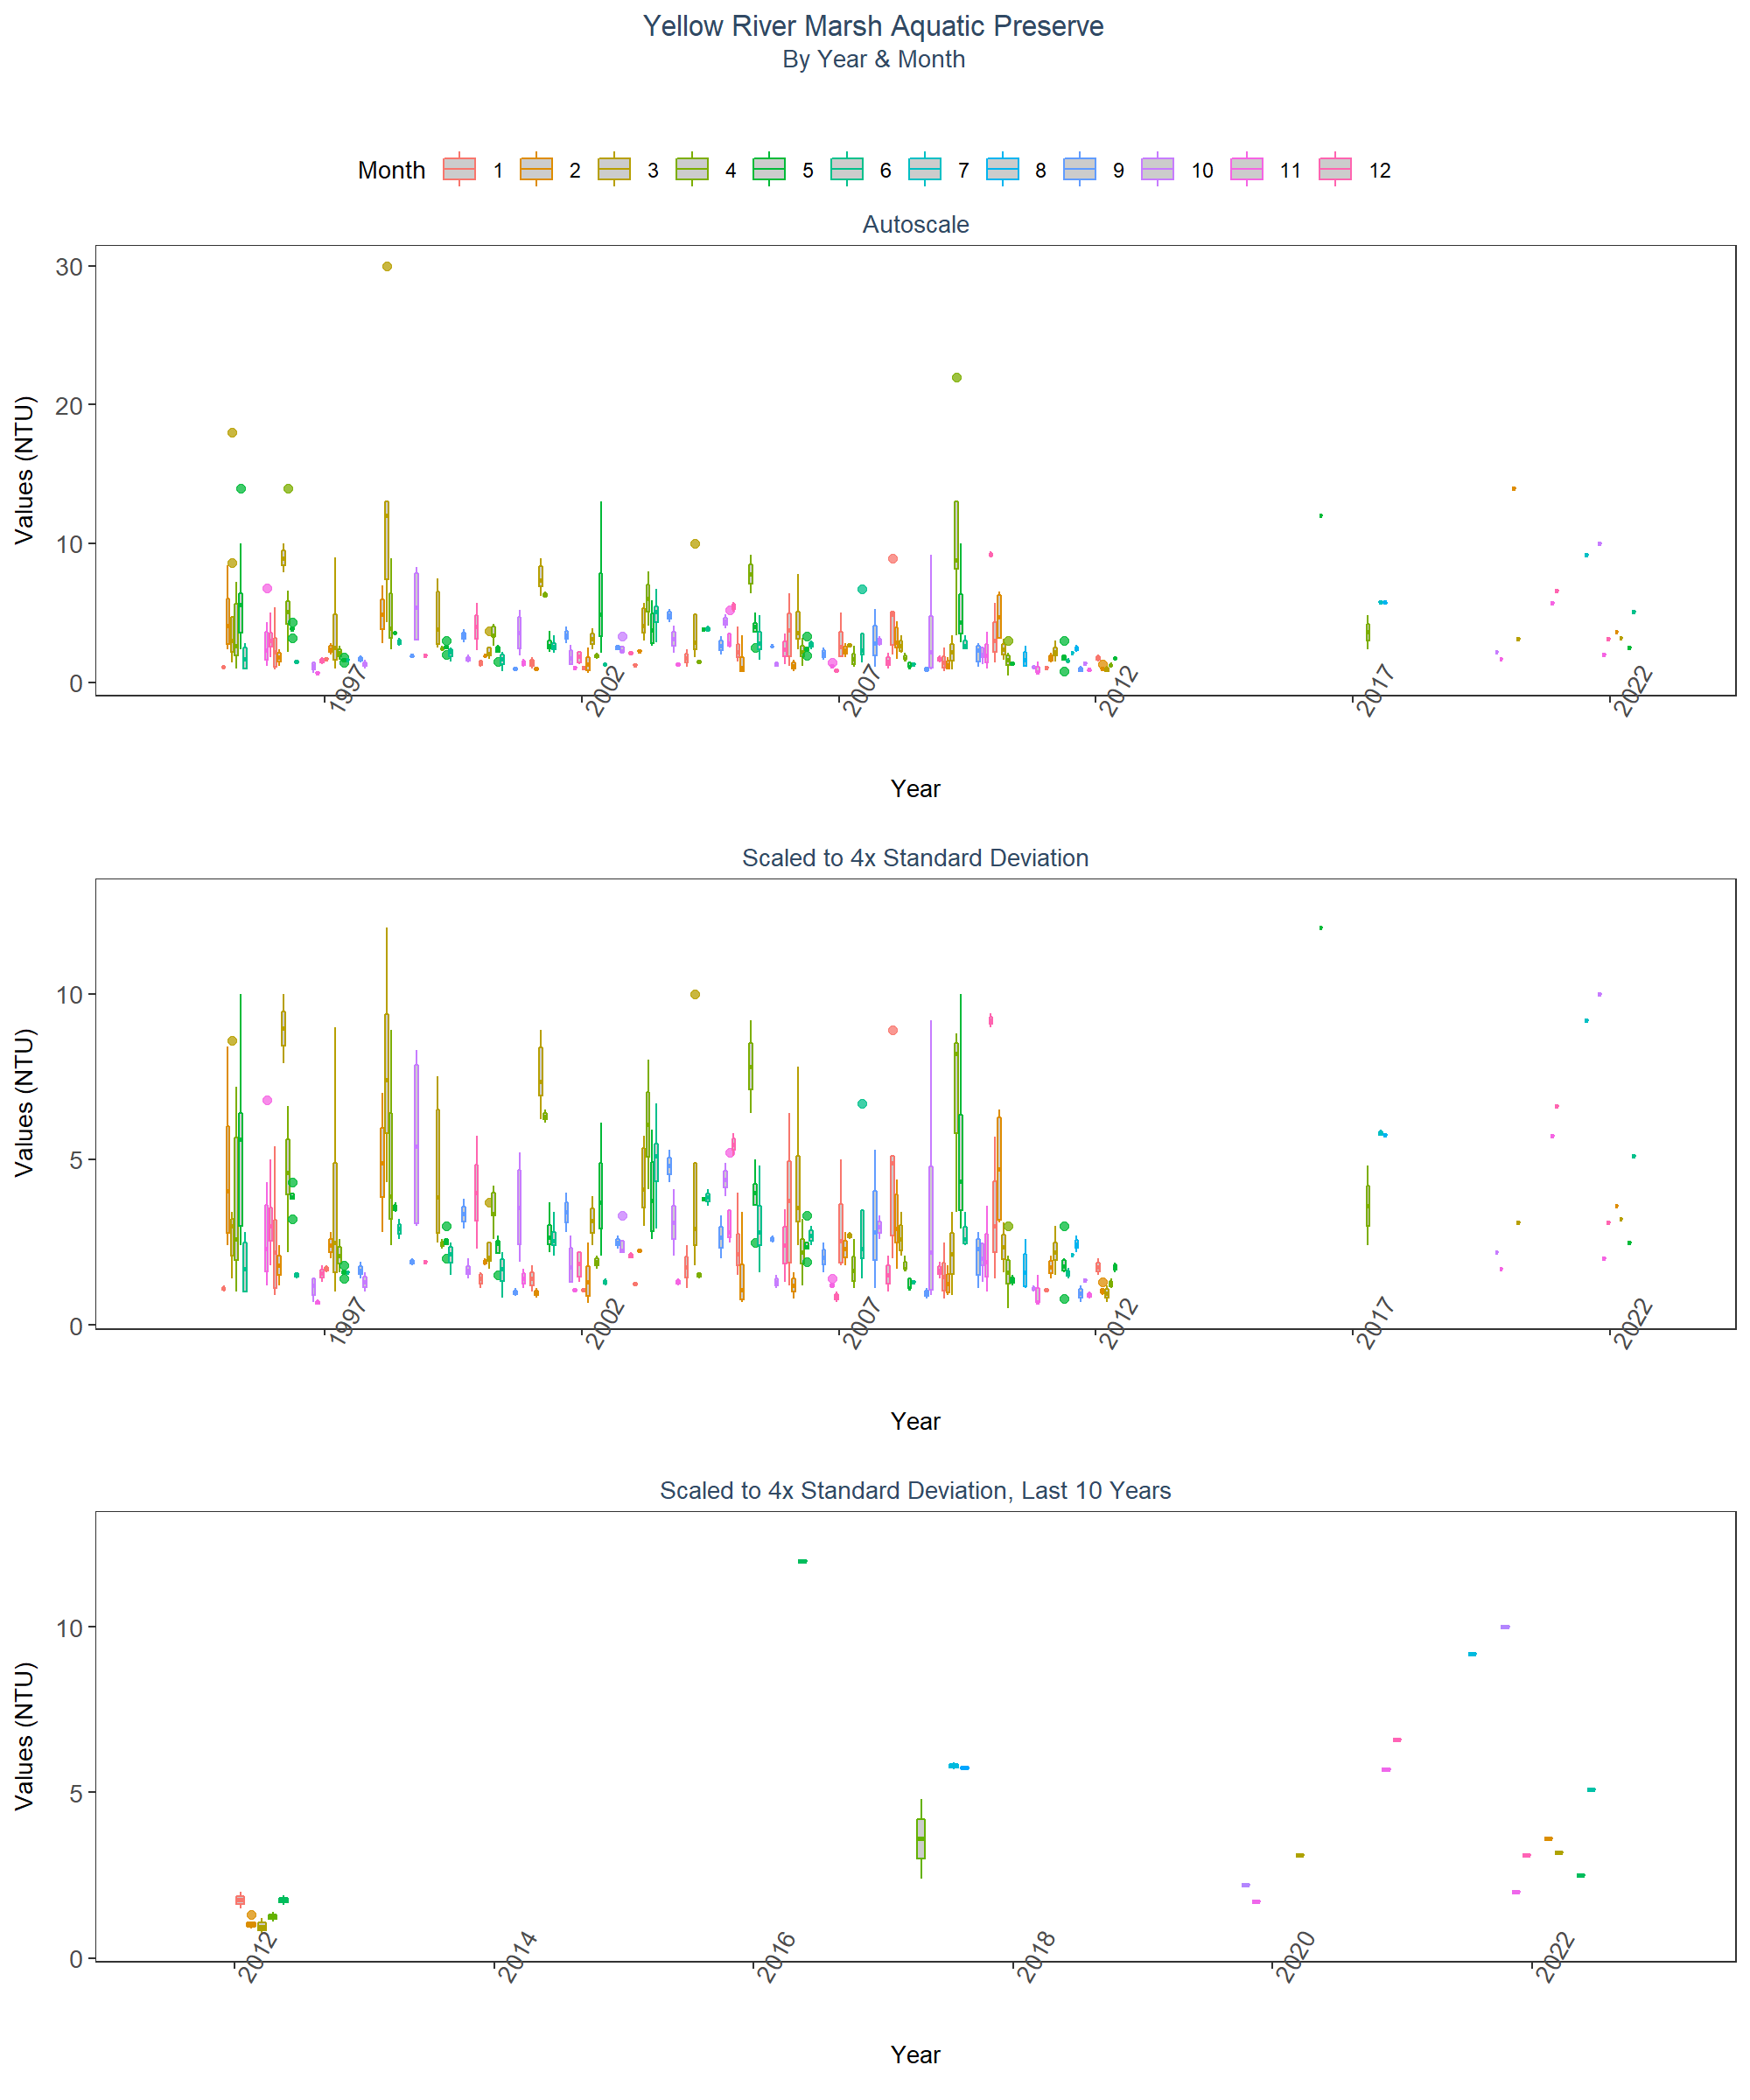 Yellow River Marsh Aquatic Preserve
By Year & Month
Month 1 2 3 4 5 6 7 8 9 10 11 12
Autoscale
Values (NTU)
30
20
10
0
1997 2002 2007 2012 2017 2022
Year
Scaled to 4x Standard Deviation
Values (NTU)
10
5
0
1997 2002 2007 2012 2017 2022
Year
Scaled to 4x Standard Deviation, Last 10 Years
Values (NTU)
10
5
0
2012 2014 2016 2018 2020 2022
Year